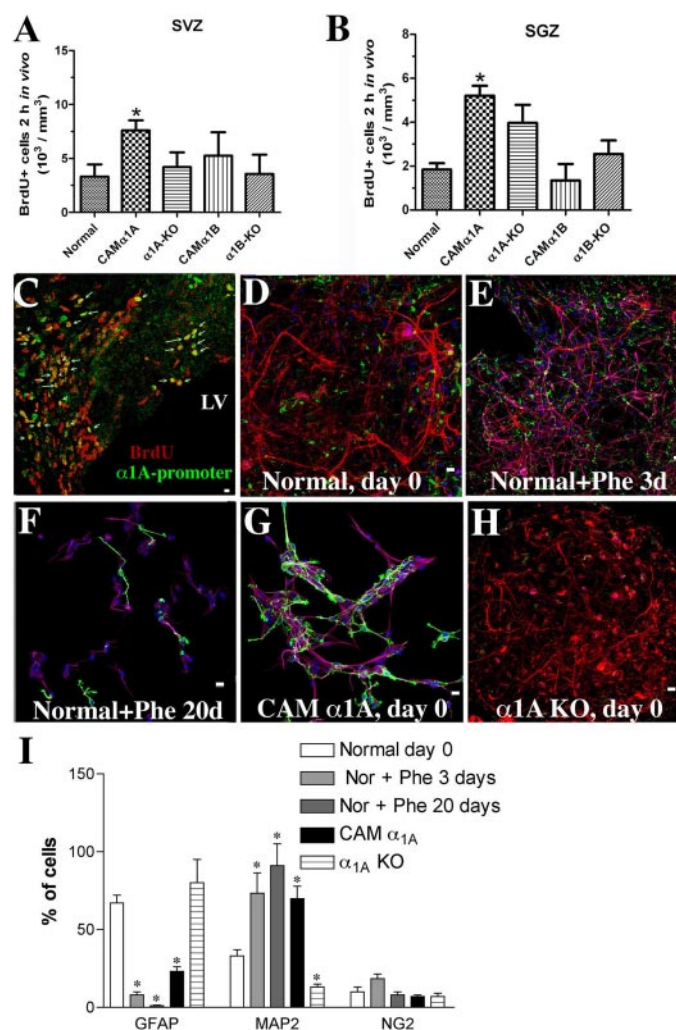 A
SVZ
BrdU+ cells 2 h in vivo
(10³ / mm³)
10
7.5
5
2.5
0
*
Normal
CAMα1A
α1A-KO
CAMα1B
α1B-KO
B
SGZ
BrdU+ cells 2 h in vivo
(10³ / mm³)
8
6
4
2
0
*
Normal
CAMα1A
α1A-KO
CAMα1B
α1B-KO
C
LV
BrdU
α1A-promoter
D
Normal, day 0
E
Normal+Phe 3d
F
Normal+Phe 20d
G
CAM α1A, day 0
H
α1A KO, day 0
I
Normal day 0
Nor + Phe 3 days
Nor + Phe 20 days
CAM α1A
α1A KO
% of cells
150
100
50
0
* * *
* * * *
GFAP MAP2 NG2